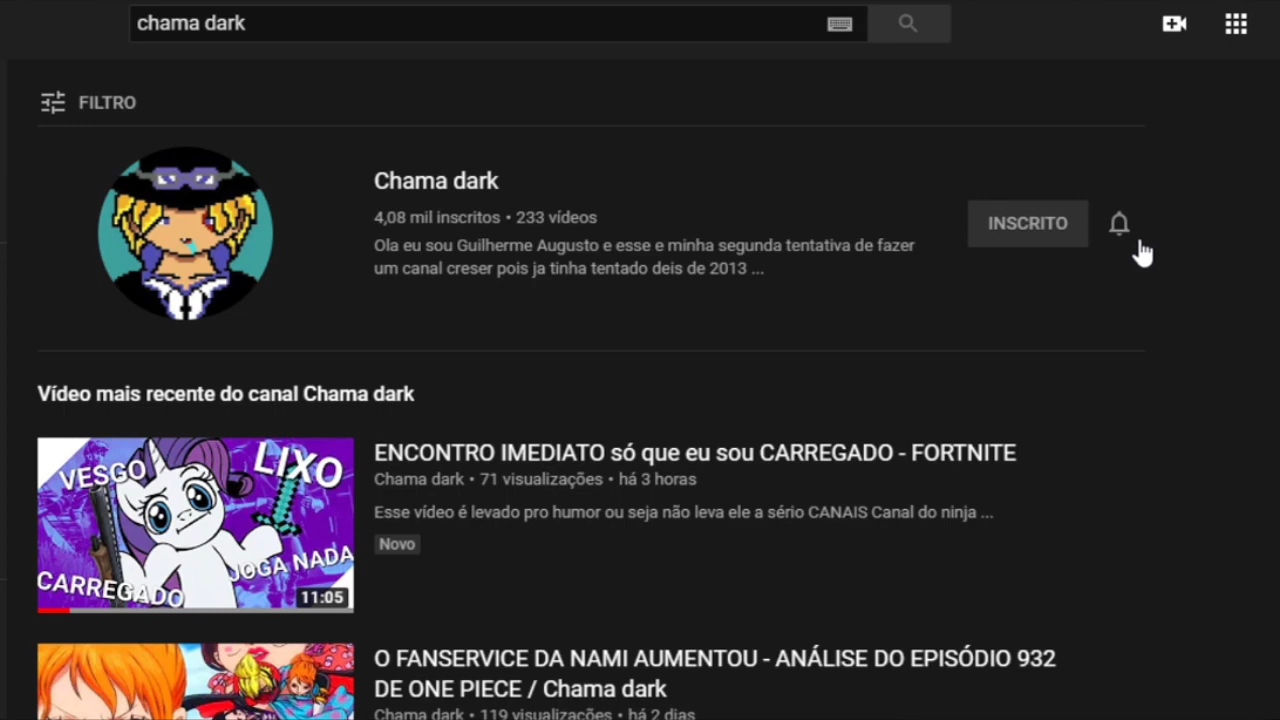 chama dark
FILTRO
Chama dark
4,08 mil inscritos • 233 vídeos
Ola eu sou Guilherme Augusto e esse e minha segunda tentativa de fazer
um canal creser pois ja tinha tentado deis de 2013 ...
INSCRITO
Vídeo mais recente do canal Chama dark
VESGO
LIXO
JOGA NADA
CARREGADO
11:05
ENCONTRO IMEDIATO só que eu sou CARREGADO - FORTNITE
Chama dark • 71 visualizações • há 3 horas
Esse vídeo é levado pro humor ou seja não leva ele a sério CANAIS Canal do ninja ...
Novo
O FANSERVICE DA NAMI AUMENTOU - ANÁLISE DO EPISÓDIO 932
DE ONE PIECE / Chama dark
Chama dark • 119 visualizações • há 2 dias